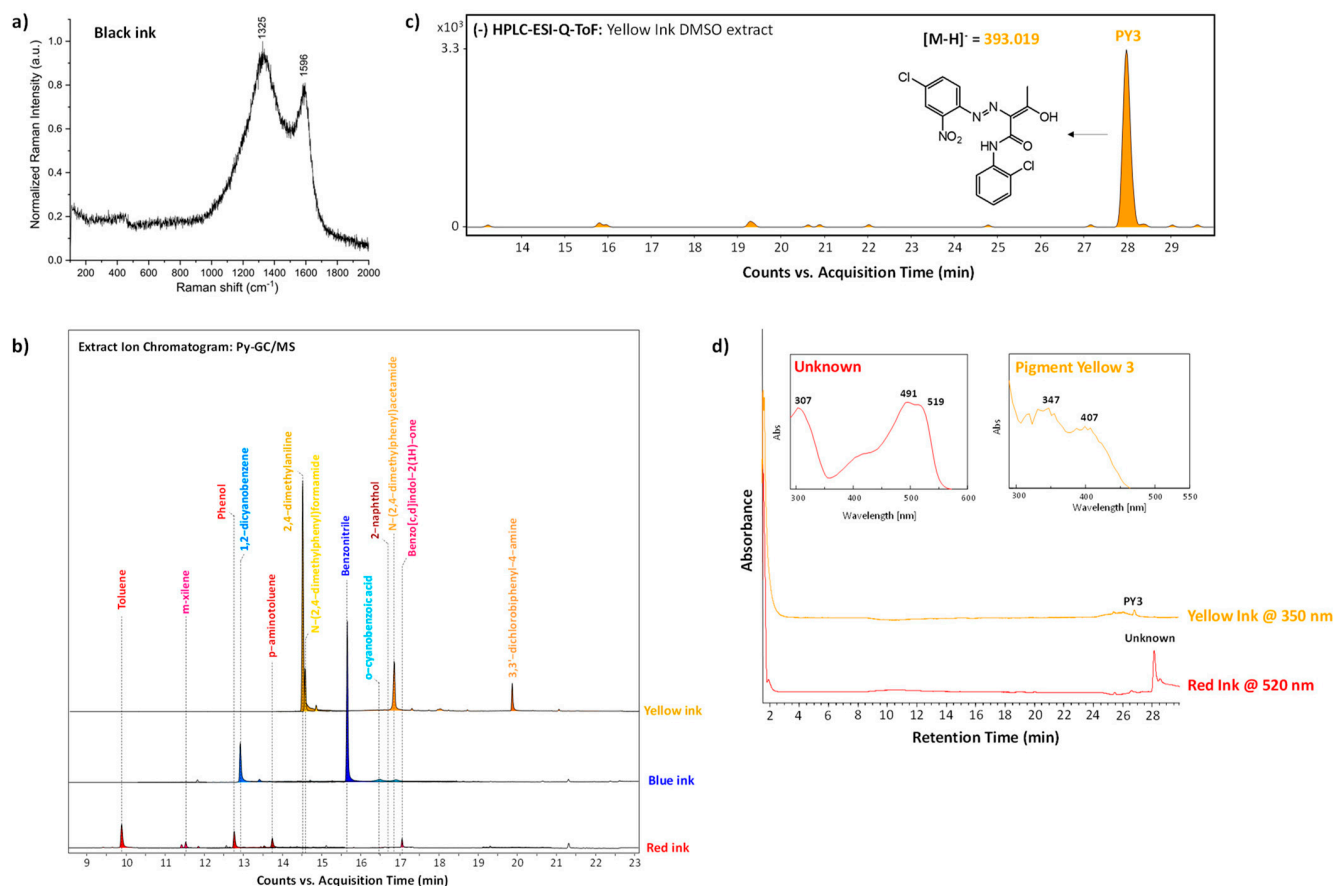 a)
Black ink
1325
1596
Normalized Raman Intensity (a.u.)
1.0
0.8
0.6
0.4
0.2
0.0
200 400 600 800 1000 1200 1400 1600 1800 2000
Raman shift (cm-1)
c)
x10³
3.3
0
(-) HPLC-ESI-Q-ToF: Yellow Ink DMSO extract
[M-H]- = 393.019
PY3
Cl
N
N
NO2
OH
HN
O
Cl
14 15 16 17 18 19 20 21 22 23 24 25 26 27 28 29
Counts vs. Acquisition Time (min)
b)
Extract Ion Chromatogram: Py-GC/MS
Toluene
m-xilene
Phenol
1,2-dicyanobenzene
p-aminotoluene
2,4-dimethylaniline
N-(2,4-dimethylphenyl)formamide
Benzonitrile
o-cyanobenzoic acid
2-naphthol
N-(2,4-dimethylphenyl)acetamide
Benzo[c,d]indol-2(1H)-one
3,3'-dichlorobiphenyl-4-amine
Yellow ink
Blue ink
Red ink
9 10 11 12 13 14 15 16 17 18 19 20 21 22 23
Counts vs. Acquisition Time (min)
d)
Unknown
307
491
519
Abs
300 400 500 600
Wavelength [nm]
Pigment Yellow 3
347
407
Abs
300 400 500 550
Wavelength [nm]
Absorbance
PY3
Yellow Ink @ 350 nm
Unknown
Red Ink @ 520 nm
2 4 6 8 10 12 14 16 18 20 22 24 26 28
Retention Time (min)